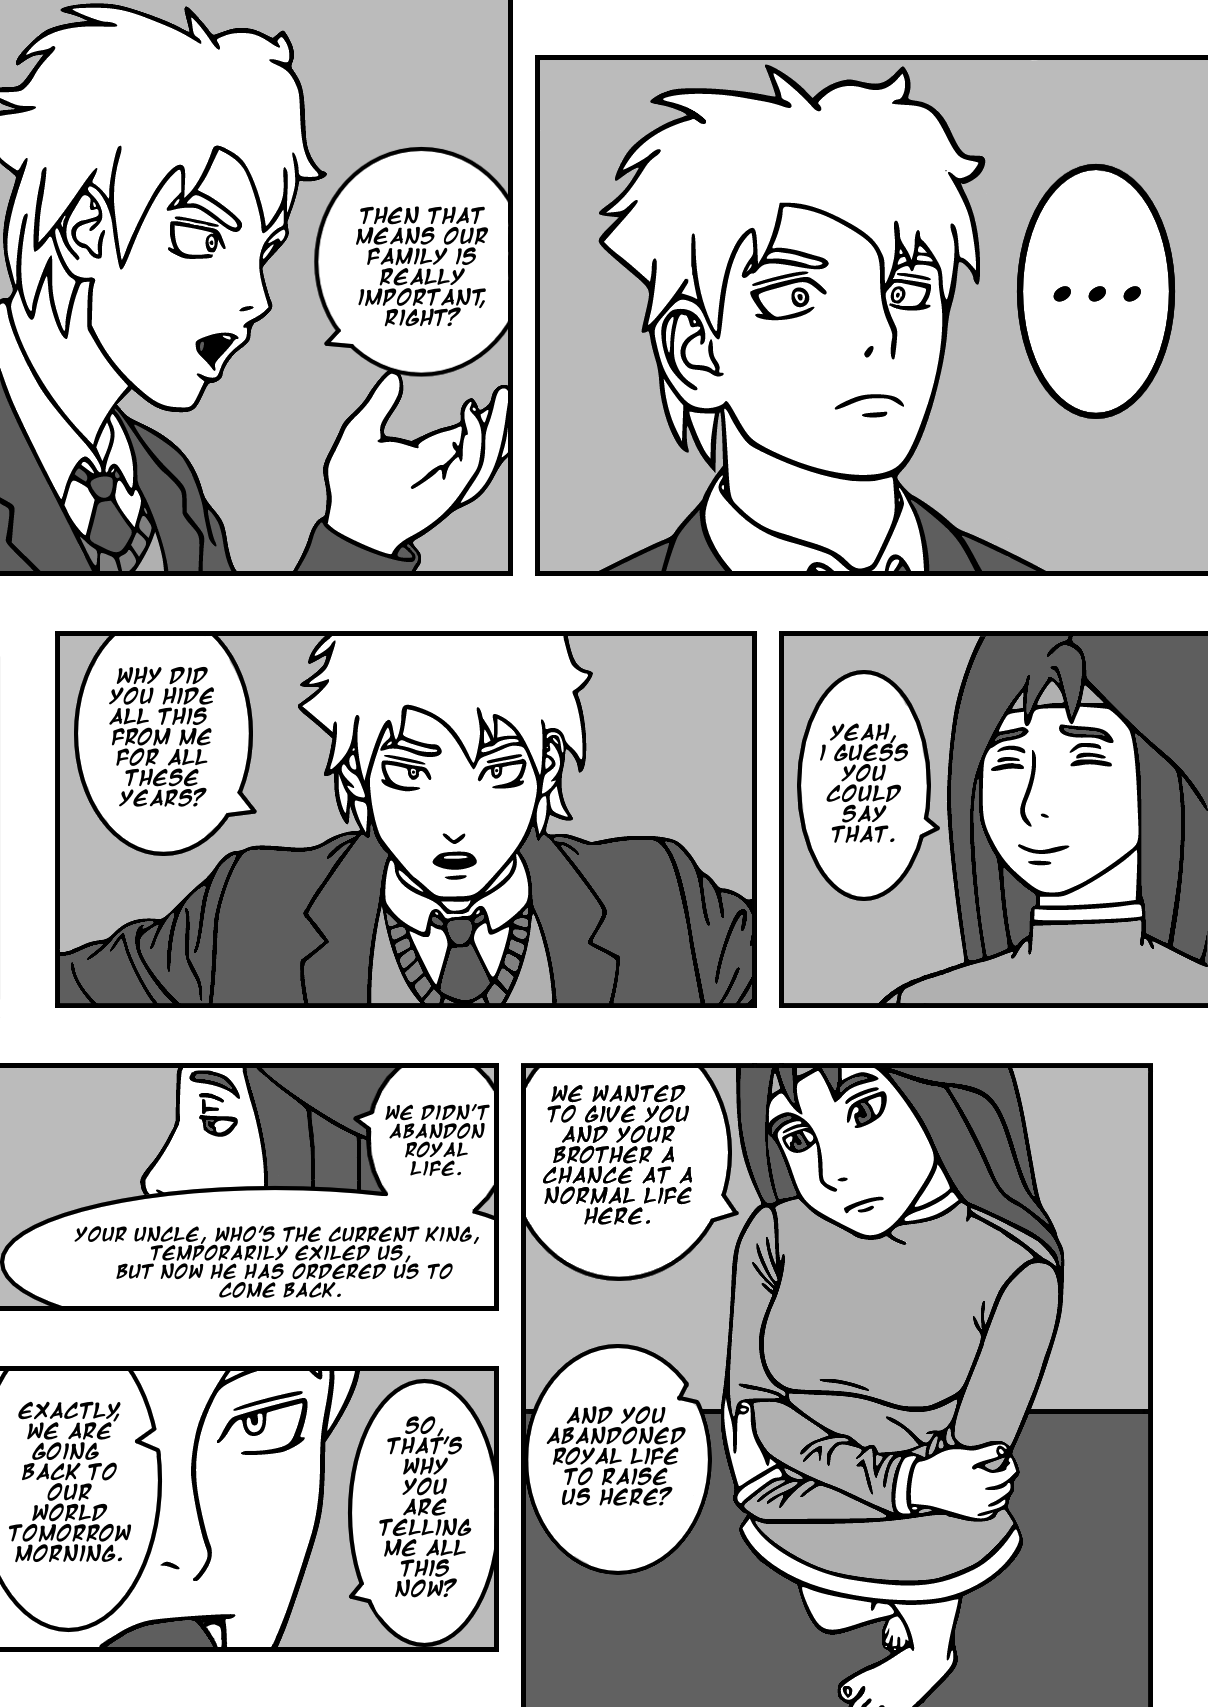 ...
THEN THAT
MEANS OUR
FAMILY IS
REALLY
IMPORTANT,
RIGHT?
YEAH,
I GUESS
YOU
COULD
SAY
THAT.
WHY DID
YOU HIDE
ALL THIS
FROM ME
FOR ALL
THESE
YEARS?
WE WANTED
TO GIVE YOU
AND YOUR
BROTHER A
CHANCE AT A
NORMAL LIFE
HERE.
AND YOU
ABANDONED
ROYAL LIFE
TO RAISE
US HERE?
WE DIDN'T
ABANDON
ROYAL
LIFE.
YOUR UNCLE, WHO'S THE CURRENT KING,
TEMPORARILY EXILED US,
BUT NOW HE HAS ORDERED US TO
COME BACK.
SO,
THAT'S
WHY
YOU
ARE
TELLING
ME ALL
THIS
NOW?
EXACTLY,
WE ARE
GOING
BACK TO
OUR
WORLD
TOMORROW
MORNING.